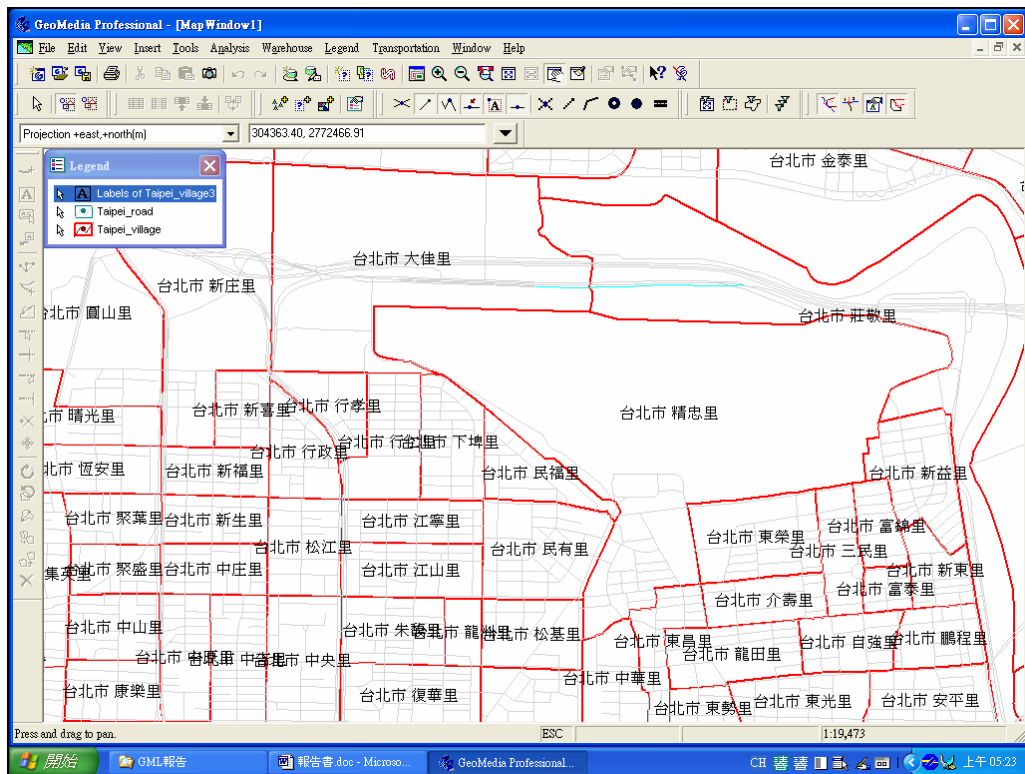 GeoMedia Professional - [MapWindow1]
File Edit View Insert Tools Analysis Warehouse Legend Transportation Window Help
Projection +east,+north(m) 304363.40, 2772466.91
Legend
Labels of Taipei_village3
Taipei_road
Taipei_village
台北市 金泰里
台北市 大佳里
台北市 新庄里
台北市 圓山里
台北市 莊敬里
台北市 新喜里
台北市 行孝里
台北市 精忠里
市 晴光里
台北市 行政里
台北市 下埤里
市 恆安里
台北市 新福里
台北市 民福里
台北市 新益里
台北市 聚葉里
台北市 新生里
台北市 江寧里
台北市 富錦里
台北市 東榮里
台北市 松江里
台北市 民有里
台北市 三民里
集英里
台北市 聚盛里
台北市 中庄里
台北市 江山里
台北市 新東里
台北市 富泰里
台北市 介壽里
台北市 中山里
台北市 松基里
台北市 東昌里
台北市 自強里
台北市 鵬程里
台北市 中央里
台北市 龍田里
台北市 中華里
台北市 康樂里
台北市 復華里
台北市 東勢里
台北市 東光里
台北市 安平里
Press and drag to pan. ESC 1:19,473
開始 GML報告 報告書.doc - Microso... GeoMedia Professional... CH 上午 05:23